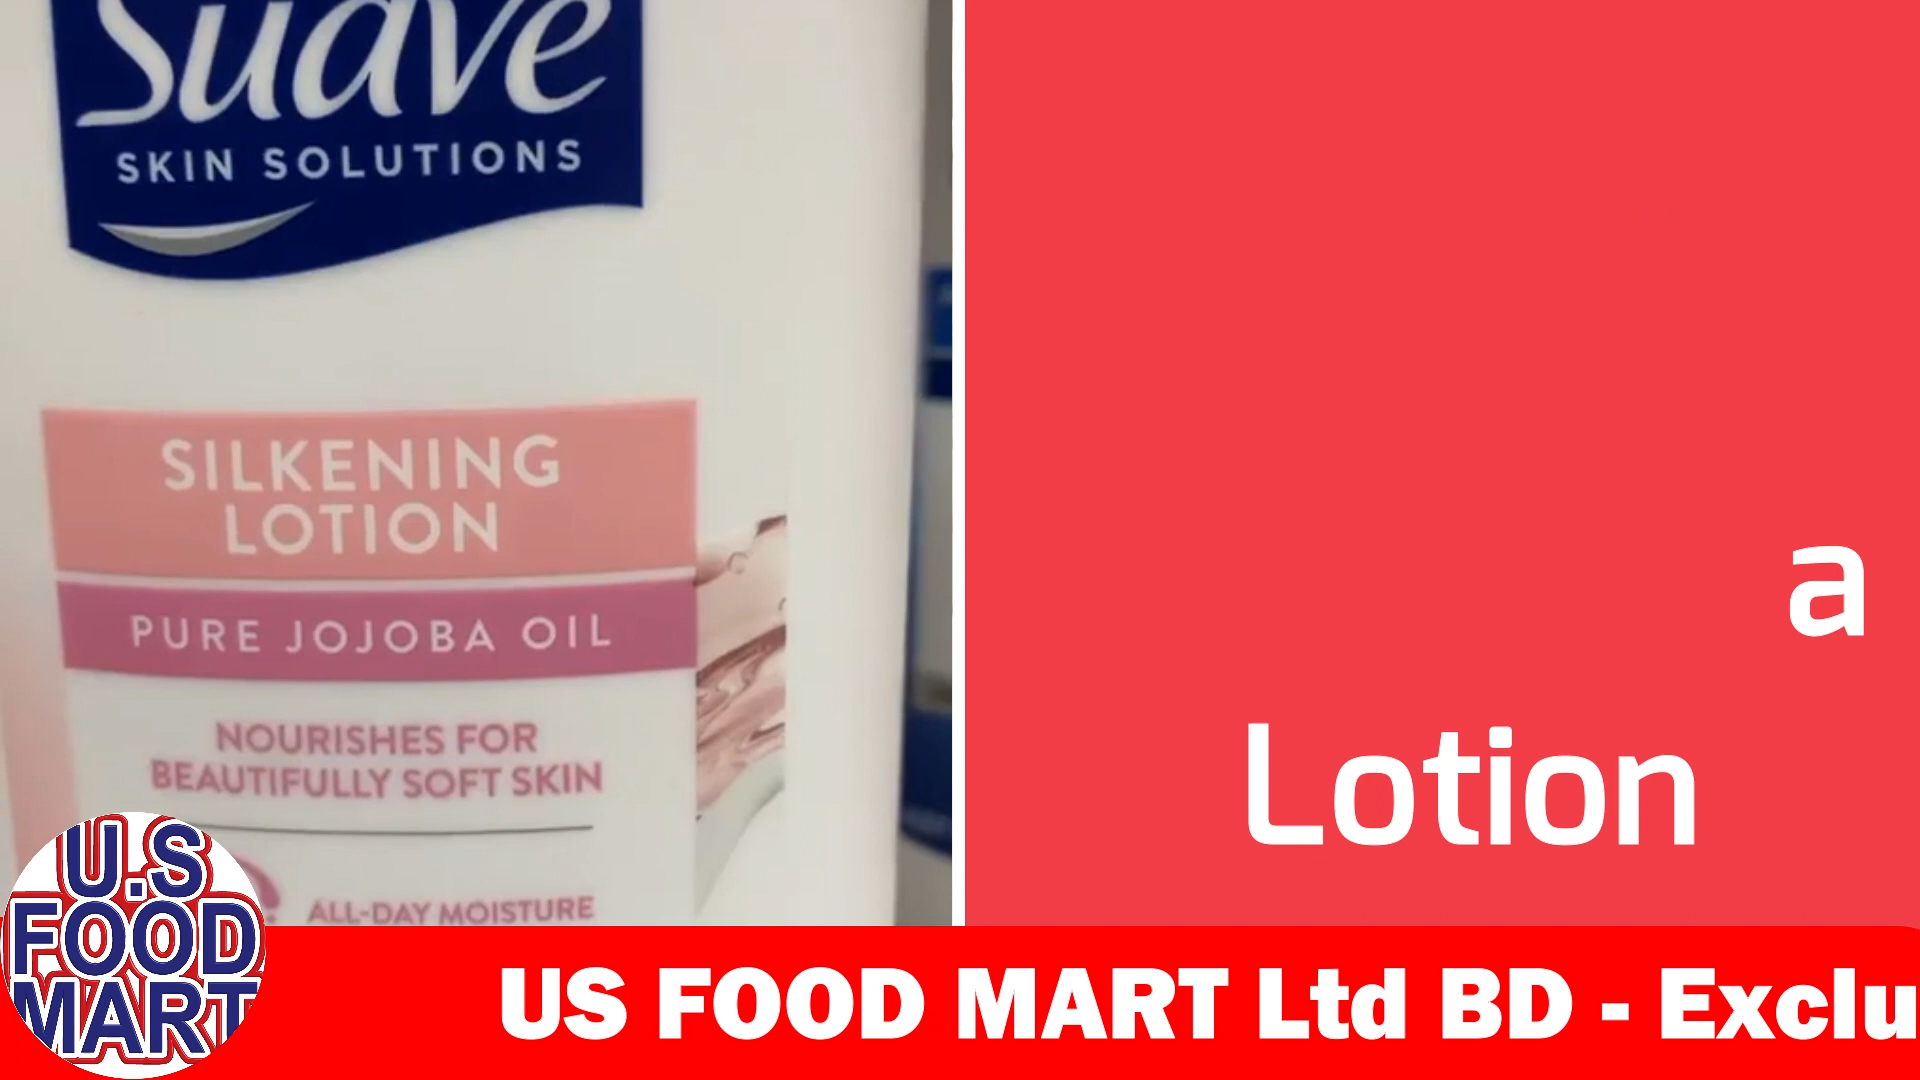 Suave
SKIN SOLUTIONS
SILKENING
LOTION
PURE JOJOBA OIL
NOURISHES FOR
BEAUTIFULLY SOFT SKIN
ALL-DAY MOISTURE
a
Lotion
U.S
FOOD
MART
US FOOD MART Ltd BD - Exclu